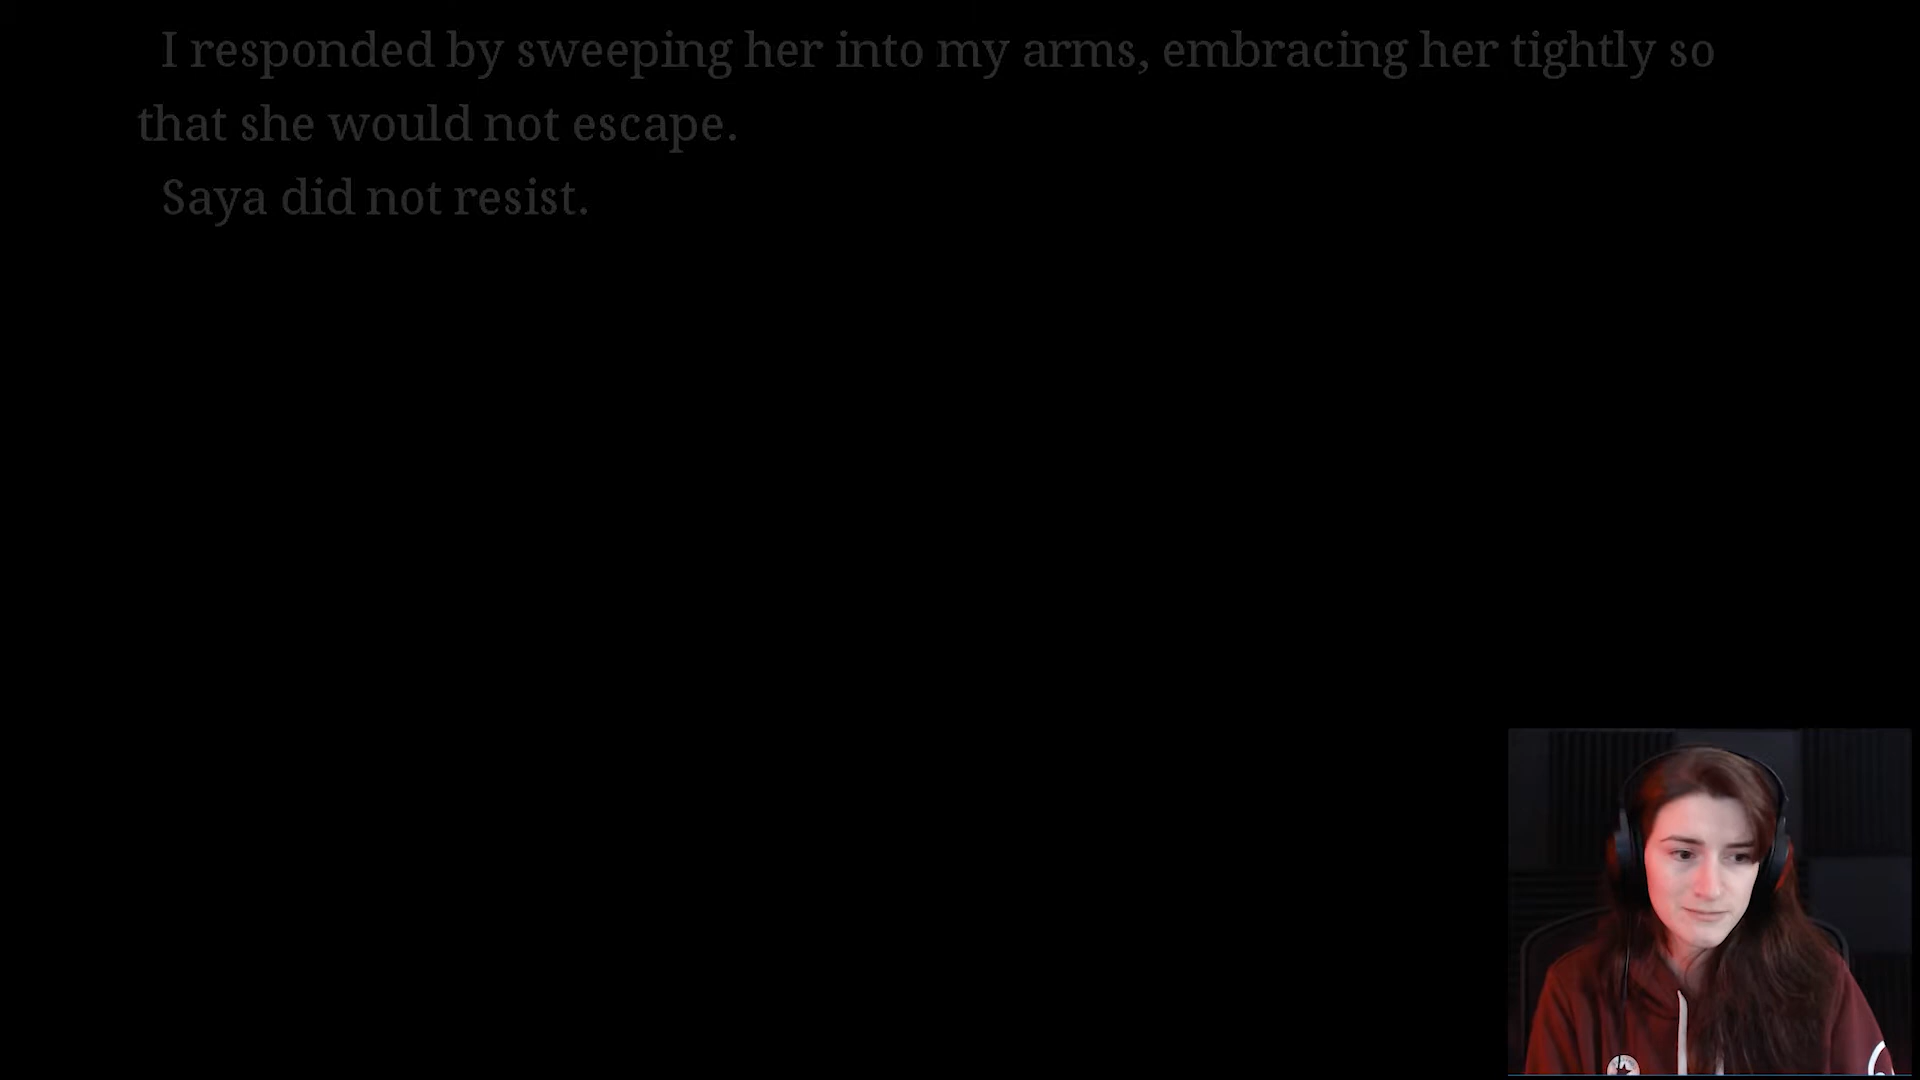 I responded by sweeping her into my arms, embracing her tightly so
that she would not escape.
Saya did not resist.